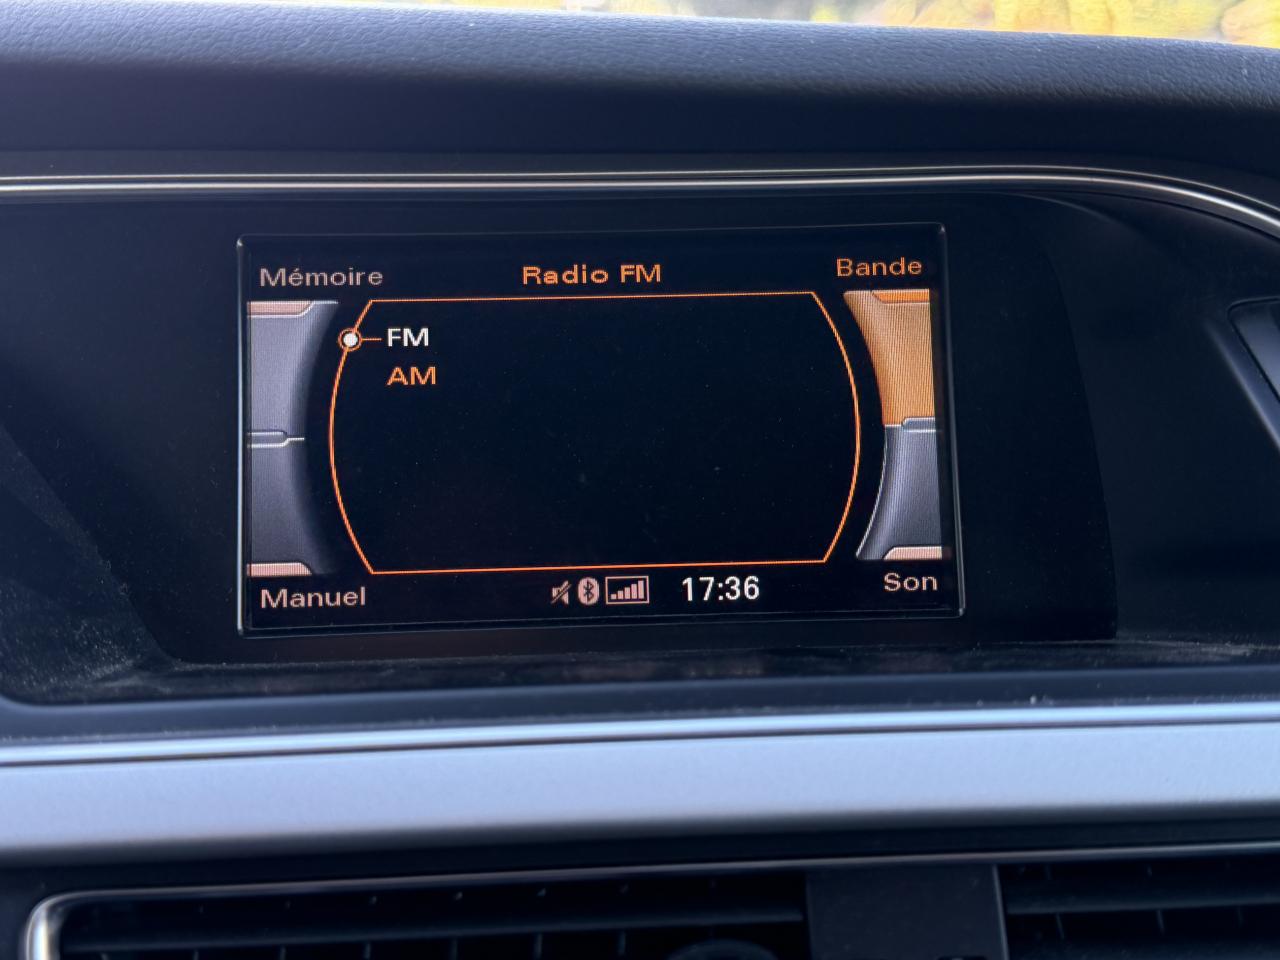 Mémoire
Radio FM
Bande
FM
AM
Manuel
17:36
Son